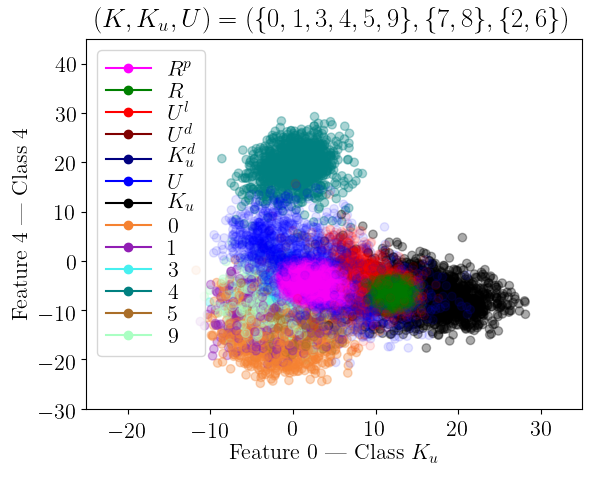 (K, K_u, U) = ({0, 1, 3, 4, 5, 9}, {7, 8}, {2, 6})
40
30
20
10
0
−10
−20
−30
Feature 4 — Class 4
R^p
R
U^l
U^d
K_u^d
U
K_u
0
1
3
4
5
9
−20
−10
0
10
20
30
Feature 0 — Class K_u